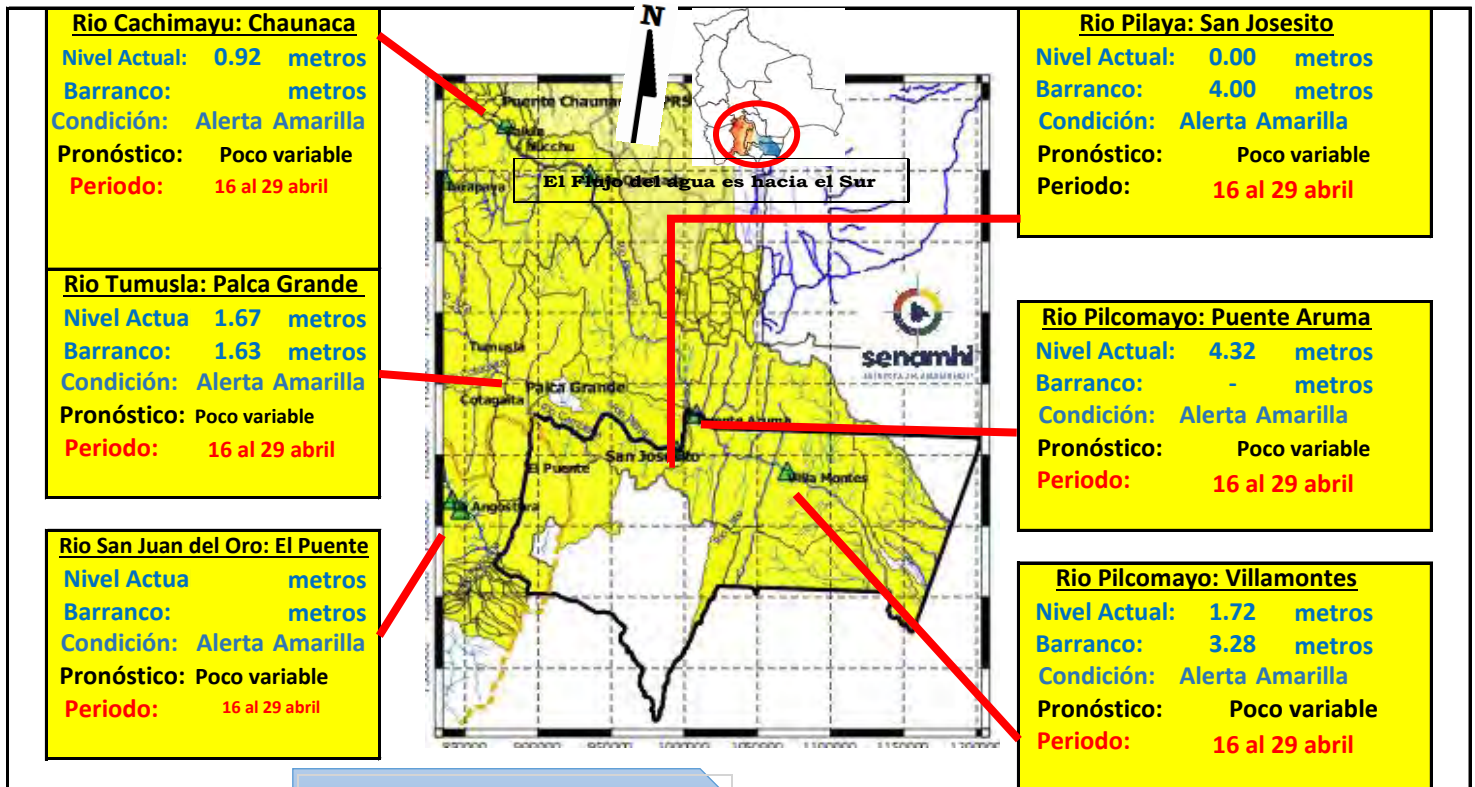 Rio Cachimayu: Chaunaca
Nivel Actual: 0.92 metros
Barranco: metros
Condición: Alerta Amarilla
Pronóstico: Poco variable
Periodo: 16 al 29 abril
Rio Tumusla: Palca Grande
Nivel Actua 1.67 metros
Barranco: 1.63 metros
Condición: Alerta Amarilla
Pronóstico: Poco variable
Periodo: 16 al 29 abril
Rio San Juan del Oro: El Puente
Nivel Actua metros
Barranco: metros
Condición: Alerta Amarilla
Pronóstico: Poco variable
Periodo: 16 al 29 abril
N
Puente Chauna
Nucchu
El Flujo del agua es hacia el Sur
Tarapaya
senamhi
Tumusla
Palca Grande
Cotagaita
Aruma
San Jos
El Puente
Villa Montes
Angostura
900000
Rio Pilaya: San Josesito
Nivel Actual: 0.00 metros
Barranco: 4.00 metros
Condición: Alerta Amarilla
Pronóstico: Poco variable
Periodo: 16 al 29 abril
Rio Pilcomayo: Puente Aruma
Nivel Actual: 4.32 metros
Barranco: - metros
Condición: Alerta Amarilla
Pronóstico: Poco variable
Periodo: 16 al 29 abril
Rio Pilcomayo: Villamontes
Nivel Actual: 1.72 metros
Barranco: 3.28 metros
Condición: Alerta Amarilla
Pronóstico: Poco variable
Periodo: 16 al 29 abril